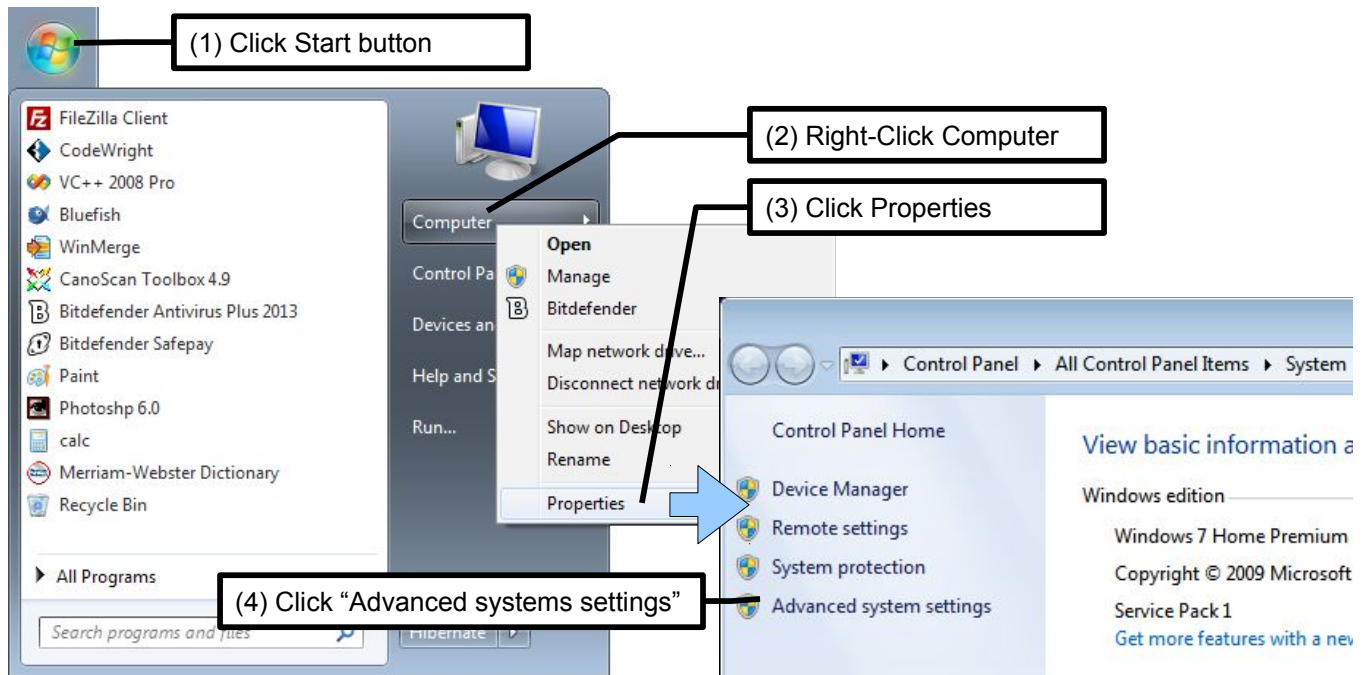 (1) Click Start button
FileZilla Client
CodeWright
VC++ 2008 Pro
Bluefish
WinMerge
CanoScan Toolbox 4.9
Bitdefender Antivirus Plus 2013
Bitdefender Safepay
Paint
Photoshp 6.0
calc
Merriam-Webster Dictionary
Recycle Bin
All Programs
Search programs and files
(2) Right-Click Computer
(3) Click Properties
Computer
Control Pa
Devices an
Help and S
Run...
Hibernate
Open
Manage
Bitdefender
Map network drive...
Disconnect network dr
Show on Desktop
Rename
Properties
(4) Click “Advanced systems settings”
Control Panel All Control Panel Items System
Control Panel Home
Device Manager
Remote settings
System protection
Advanced system settings
View basic information a
Windows edition
Windows 7 Home Premium
Copyright © 2009 Microsoft
Service Pack 1
Get more features with a new